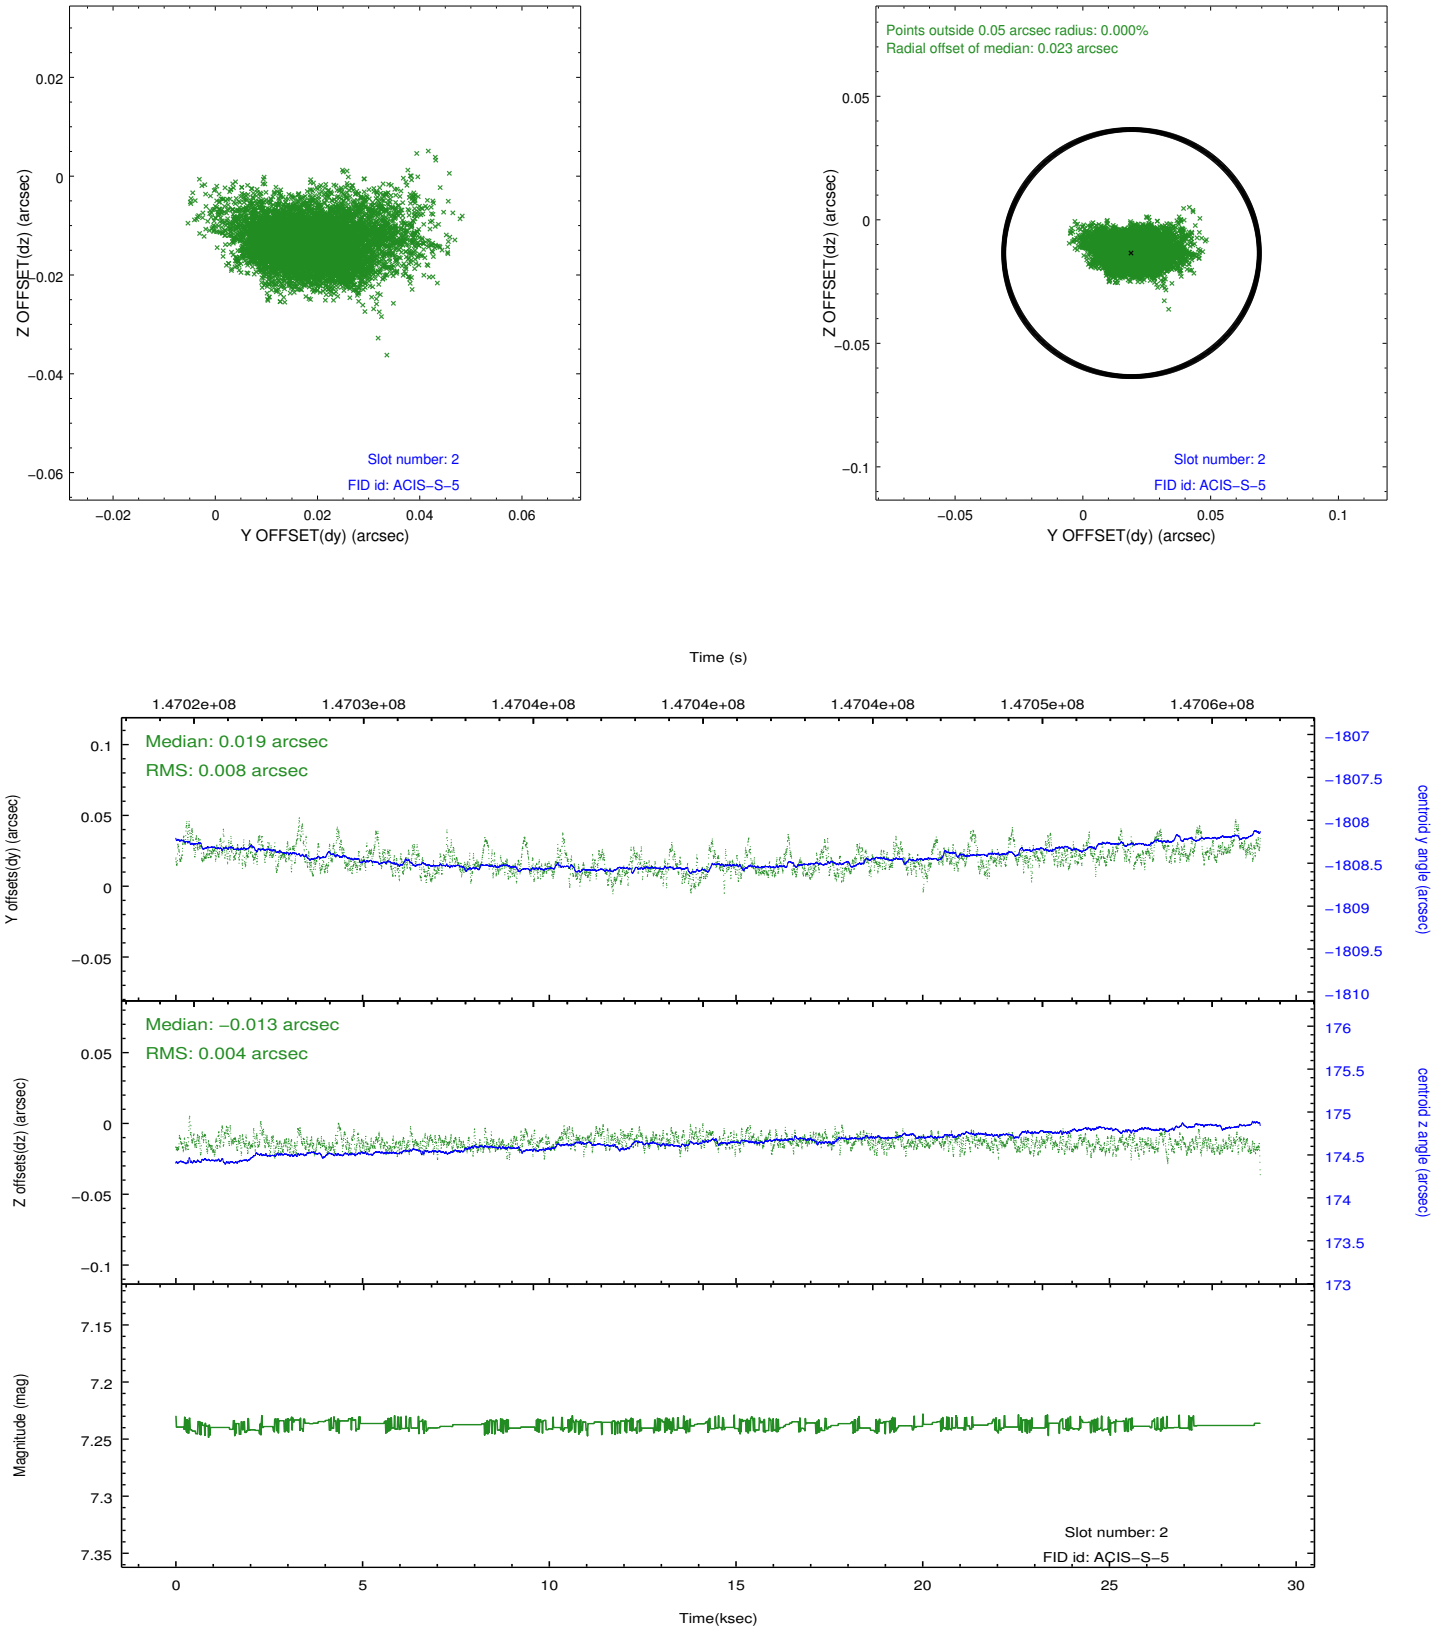 0.02
0
−0.02
−0.04
−0.06
Z OFFSET(dz) (arcsec)
−0.02
0
0.02
0.04
0.06
Y OFFSET(dy) (arcsec)
Slot number: 2
FID id: ACIS−S−5
Points outside 0.05 arcsec radius: 0.000%
Radial offset of median: 0.023 arcsec
0.05
0
−0.05
−0.1
Z OFFSET(dz) (arcsec)
Slot number: 2
FID id: ACIS−S−5
−0.05
0
0.05
0.1
Y OFFSET(dy) (arcsec)
Time (s)
1.4702e+08
1.4703e+08
1.4704e+08
1.4704e+08
1.4704e+08
1.4705e+08
1.4706e+08
Median: 0.019 arcsec
RMS: 0.008 arcsec
0.1
0.05
0
−0.05
Y offsets(dy) (arcsec)
−1807
−1807.5
−1808
−1808.5
−1809
−1809.5
−1810
centroid y angle (arcsec)
Median: −0.013 arcsec
RMS: 0.004 arcsec
0.05
0
−0.05
−0.1
Z offsets(dz) (arcsec)
176
175.5
175
174.5
174
173.5
173
centroid z angle (arcsec)
7.15
7.2
7.25
7.3
7.35
Magnitude (mag)
Slot number: 2
FID id: ACIS−S−5
0
5
10
15
20
25
30
Time(ksec)